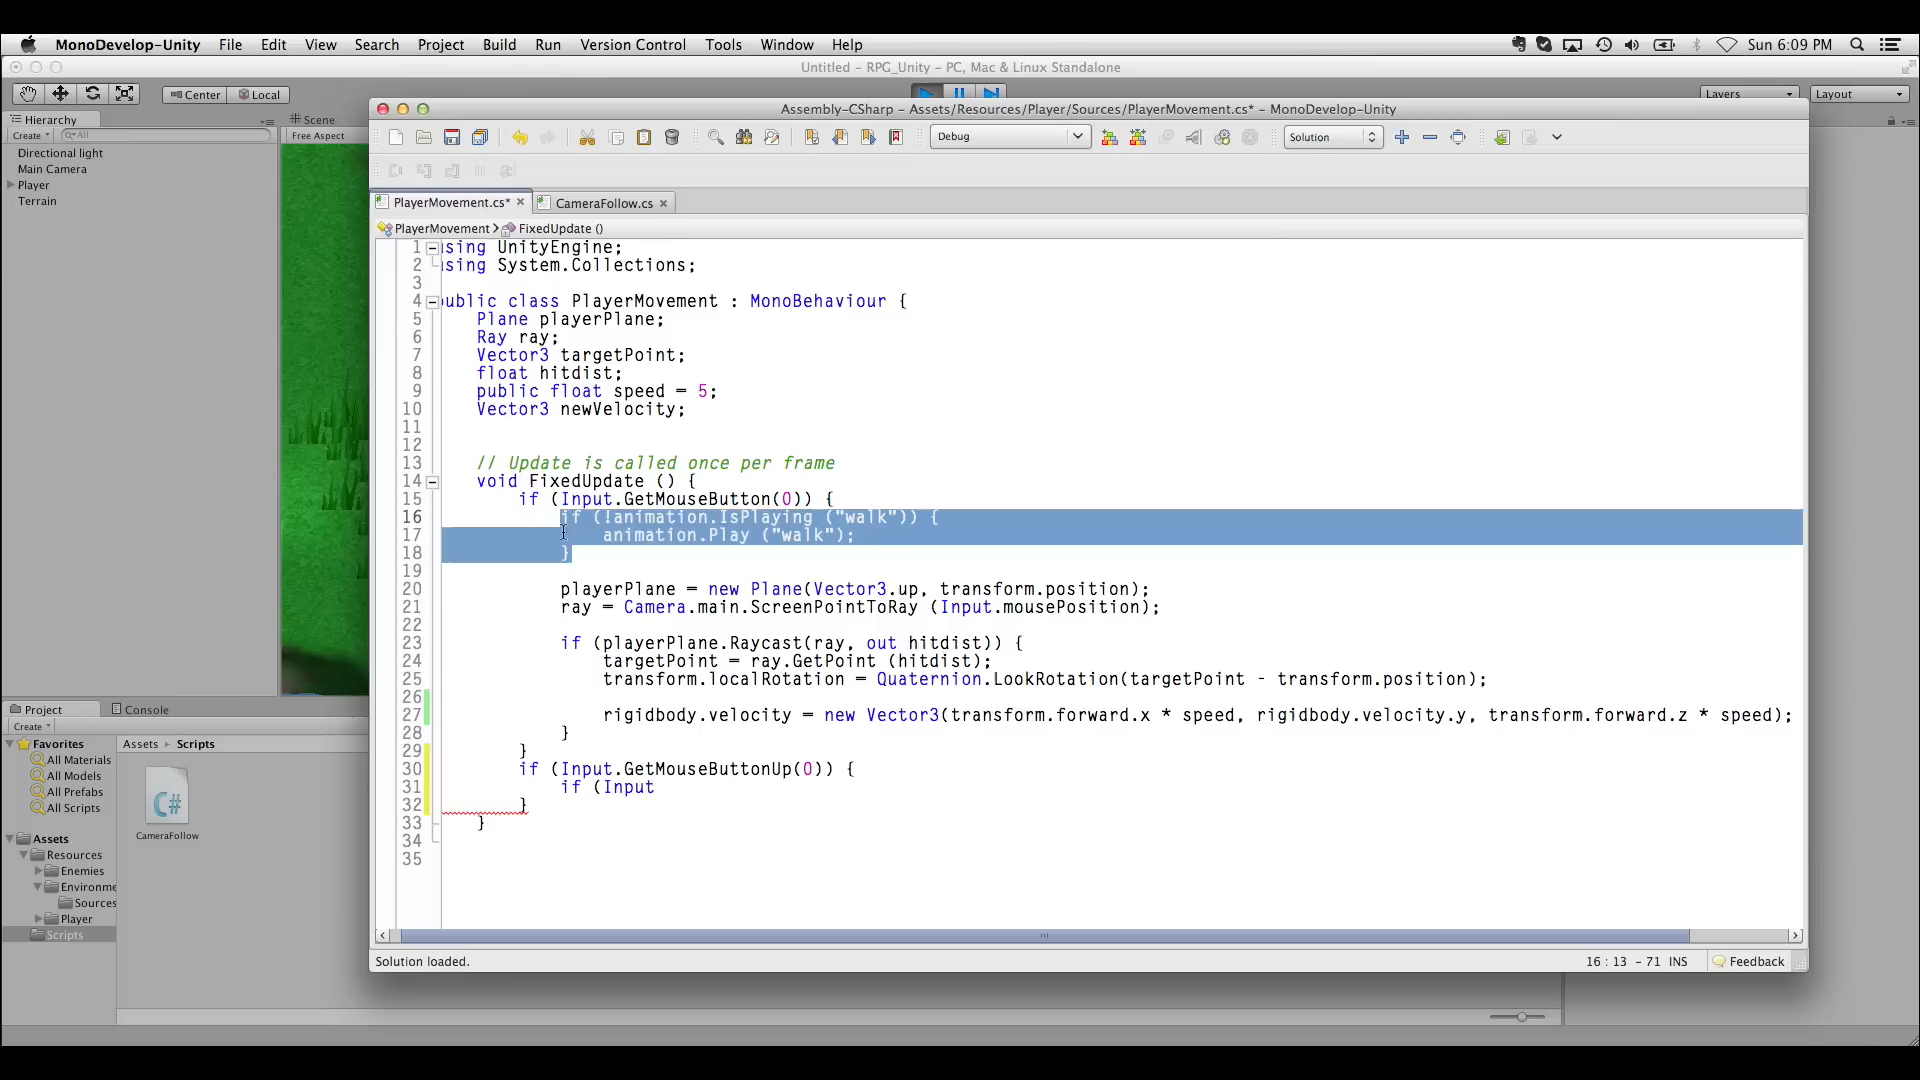 MonoDevelop-Unity File Edit View Search Project Build Run Version Control Tools Window Help Sun 6:09 PM
Untitled - RPG_Unity - PC, Mac & Linux Standalone
Center Local Layers Layout
Hierarchy
Create All
Directional light
Main Camera
Player
Terrain
Scene
Free Aspect
Assembly-CSharp - Assets/Resources/Player/Sources/PlayerMovement.cs* - MonoDevelop-Unity
Debug Solution
PlayerMovement.cs* CameraFollow.cs
PlayerMovement FixedUpdate ()
1 using UnityEngine;
2 using System.Collections;
3
4 public class PlayerMovement : MonoBehaviour {
5 Plane playerPlane;
6 Ray ray;
7 Vector3 targetPoint;
8 float hitdist;
9 public float speed = 5;
10 Vector3 newVelocity;
11
12
13 // Update is called once per frame
14 void FixedUpdate () {
15 if (Input.GetMouseButton(0)) {
16 if (!animation.IsPlaying ("walk")) {
17 animation.Play ("walk");
18 }
19
20 playerPlane = new Plane(Vector3.up, transform.position);
21 ray = Camera.main.ScreenPointToRay (Input.mousePosition);
22
23 if (playerPlane.Raycast(ray, out hitdist)) {
24 targetPoint = ray.GetPoint (hitdist);
25 transform.localRotation = Quaternion.LookRotation(targetPoint - transform.position);
26
27 rigidbody.velocity = new Vector3(transform.forward.x * speed, rigidbody.velocity.y, transform.forward.z * speed);
28 }
29 }
30 if (Input.GetMouseButtonUp(0)) {
31 if (Input
32 }
33 }
34
35
Solution loaded. 16 : 13 - 71 INS Feedback
Project Console
Create
Favorites
All Materials
All Models
All Prefabs
All Scripts
Assets
Resources
Enemies
Environme
Sources
Player
Scripts
Assets Scripts
C#
CameraFollow